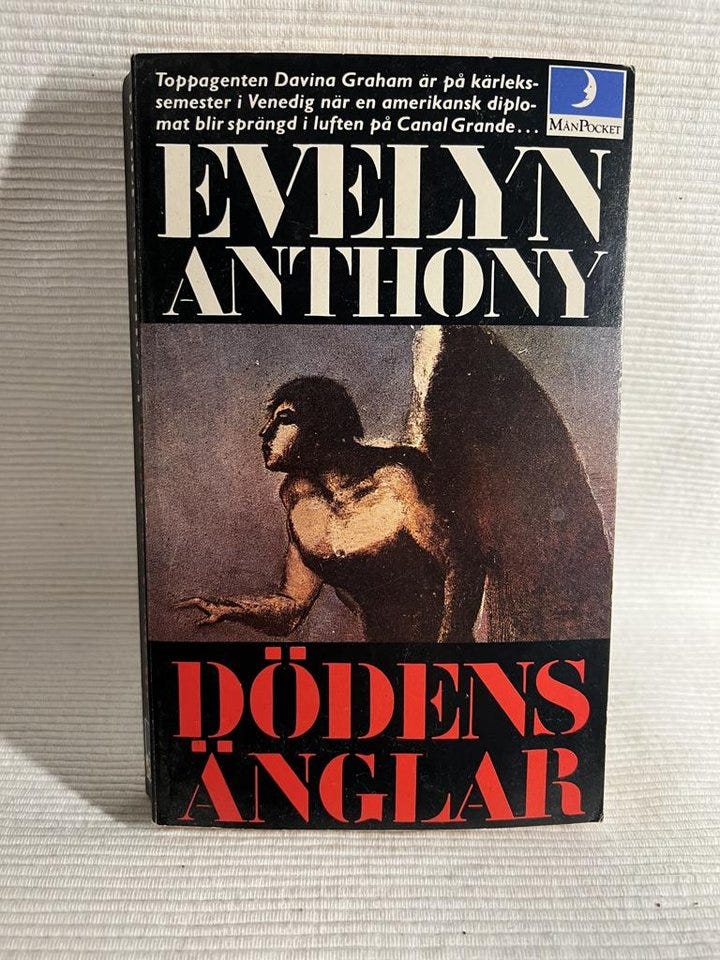 Toppagenten Davina Graham är på kärleks-
semester i Venedig när en amerikansk diplo-
mat blir sprängd i luften på Canal Grande...
MÅNPOCKET
EVELYN
ANTHONY
DÖDENS
ÄNGLAR